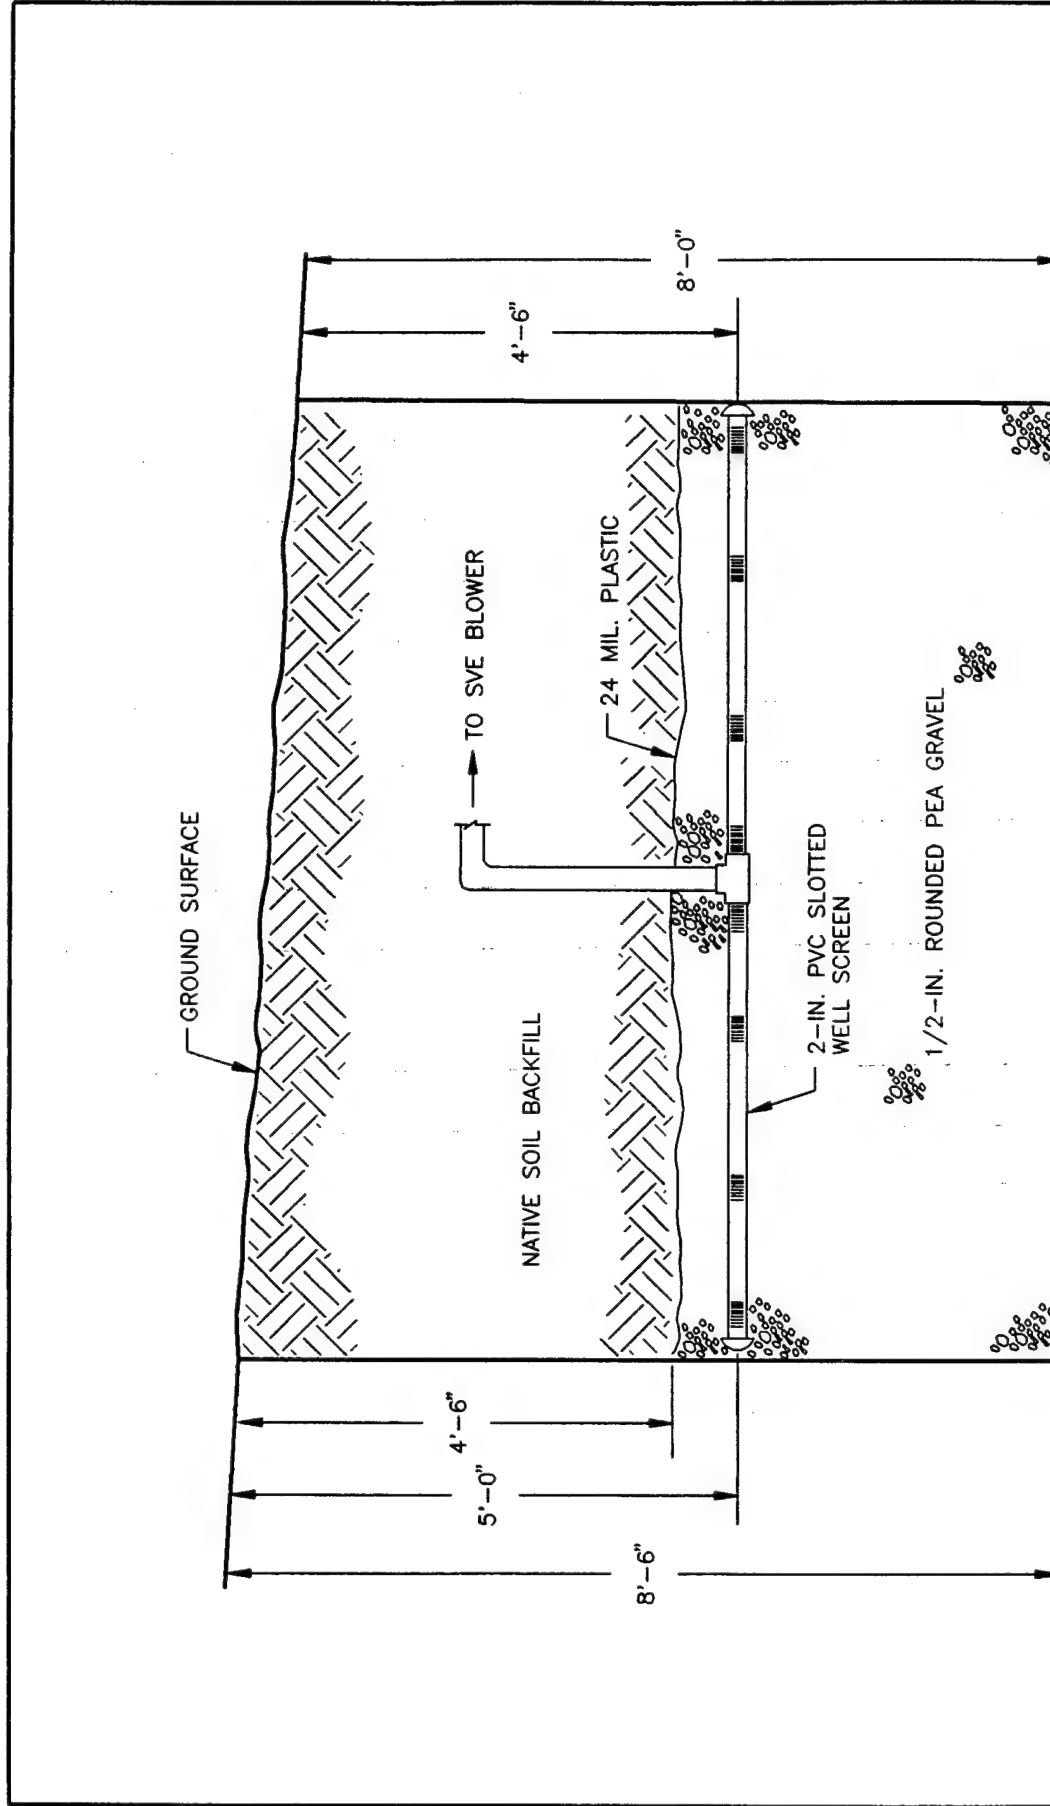 GROUND SURFACE
TO SVE BLOWER
NATIVE SOIL BACKFILL
24 MIL. PLASTIC
2-IN. PVC SLOTTED
WELL SCREEN
1/2-IN. ROUNDED PEA GRAVEL
4'-6"
5'-0"
8'-6"
4'-6"
8'-0"